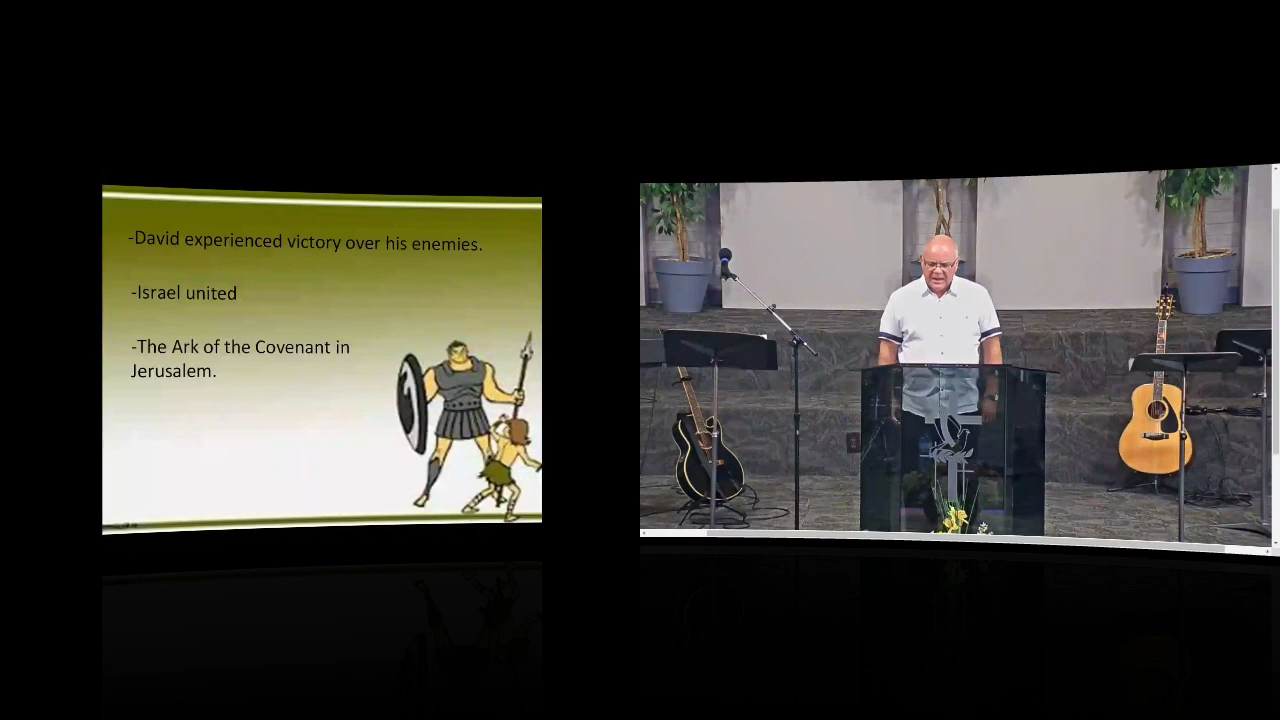 -David experienced victory over his enemies.
-Israel united
-The Ark of the Covenant in
Jerusalem.